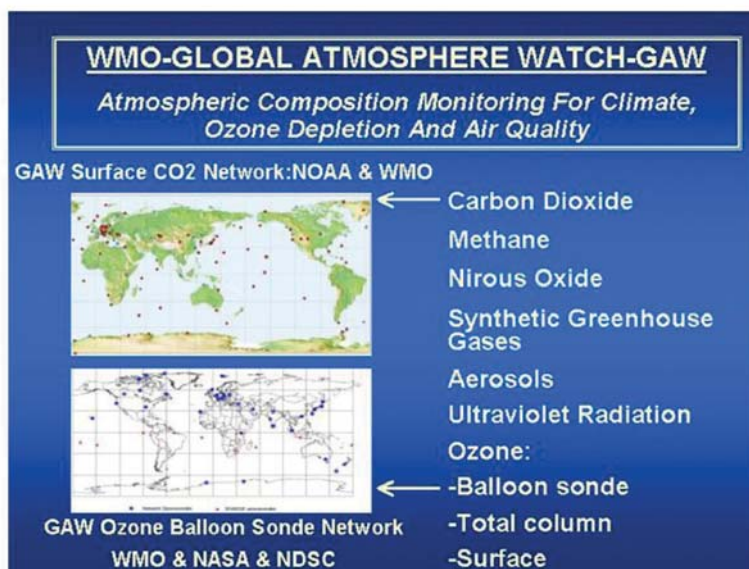 WMO-GLOBAL ATMOSPHERE WATCH-GAW
Atmospheric Composition Monitoring For Climate,
Ozone Depletion And Air Quality
GAW Surface CO2 Network:NOAA & WMO
Carbon Dioxide
Methane
Nirous Oxide
Synthetic Greenhouse
Gases
Aerosols
Ultraviolet Radiation
Ozone:
-Balloon sonde
-Total column
-Surface
GAW Ozone Balloon Sonde Network
WMO & NASA & NDSC